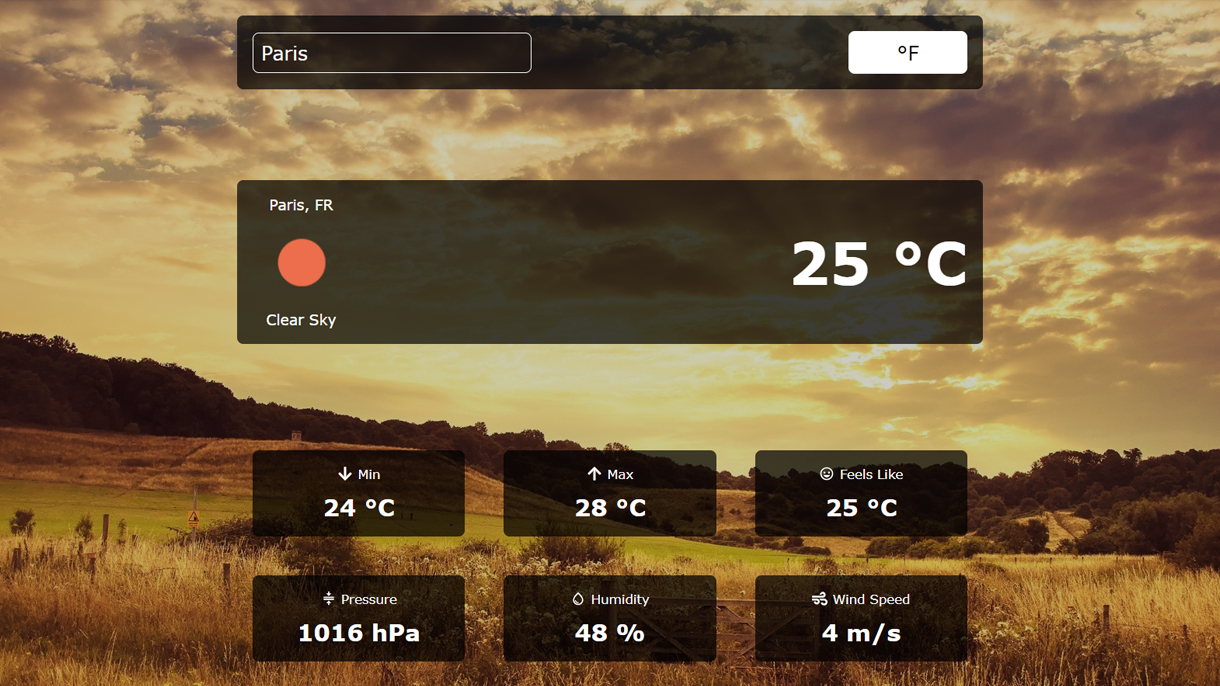 Paris
°F
Paris, FR
25 °C
Clear Sky
Min
24 °C
Max
28 °C
Feels Like
25 °C
Pressure
1016 hPa
Humidity
48 %
Wind Speed
4 m/s